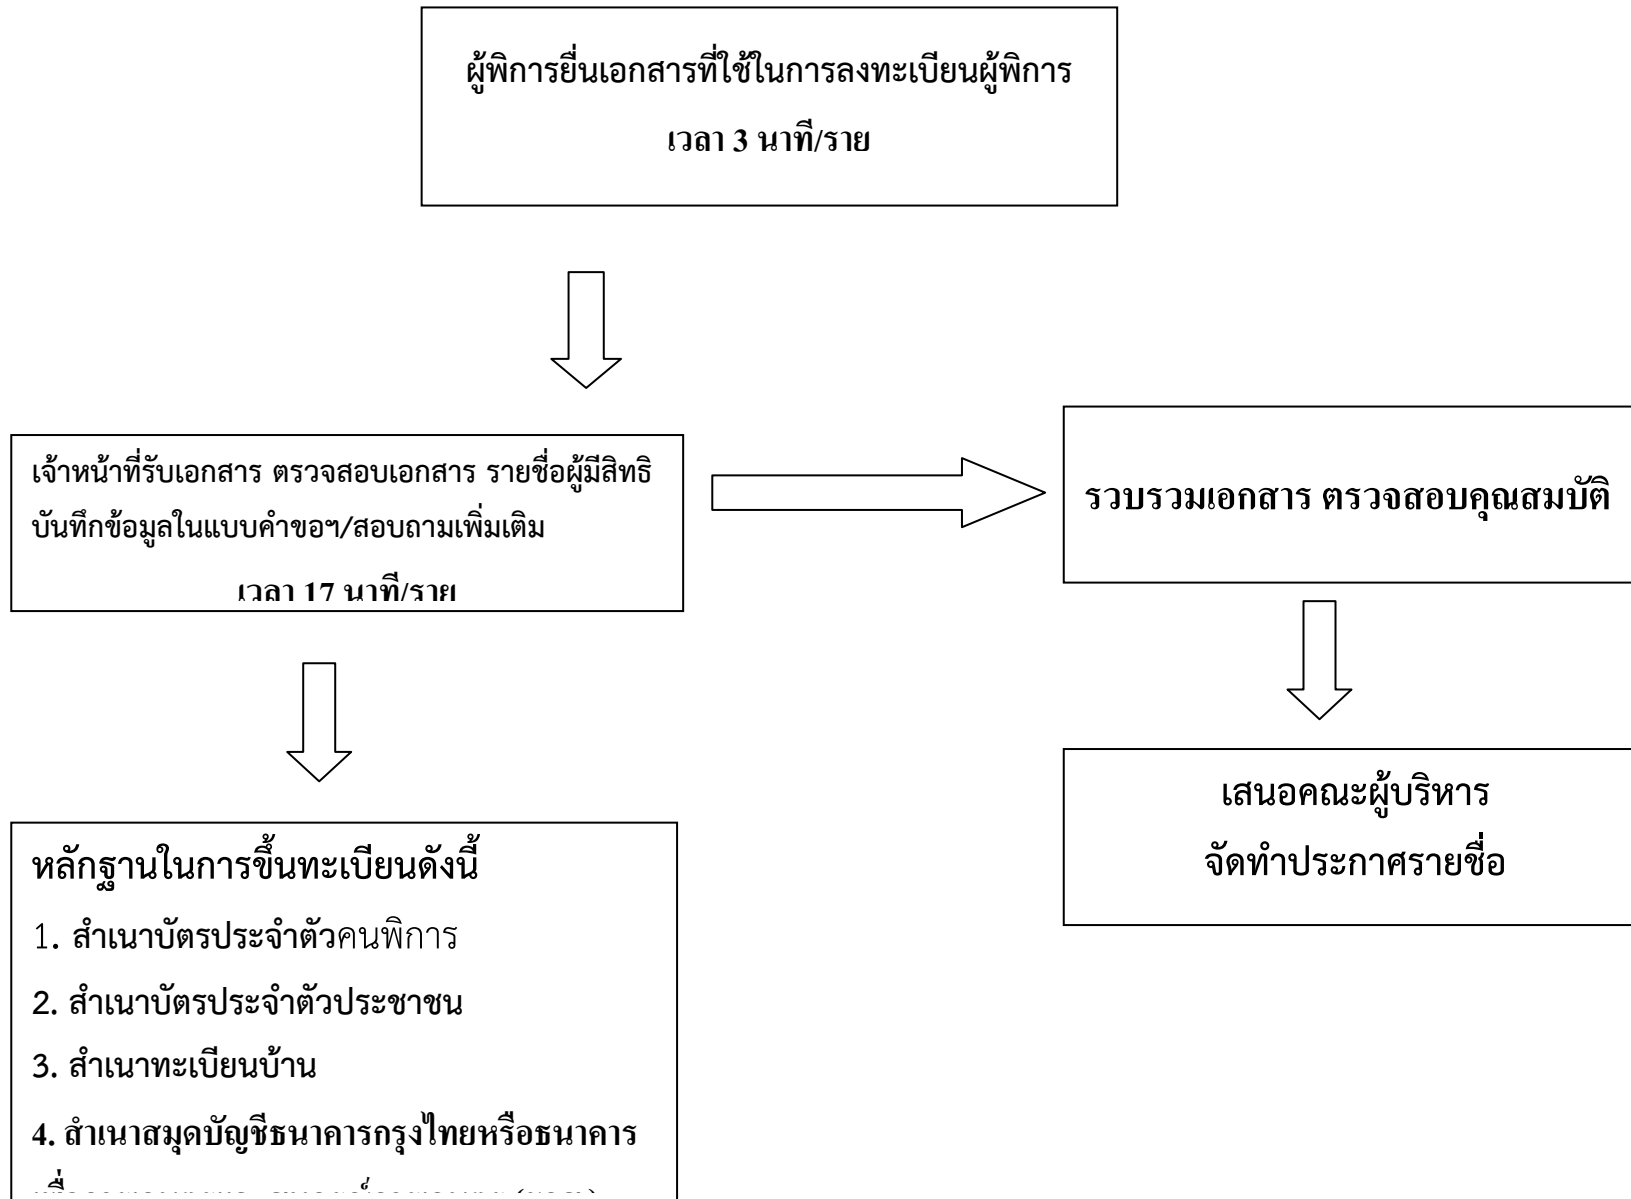 ผู้พิการยื่นเอกสารที่ใช้ในการลงทะเบียนผู้พิการ
เวลา 3 นาที/ราย
เจ้าหน้าที่รับเอกสาร ตรวจสอบเอกสาร รายชื่อผู้มีสิทธิ
บันทึกข้อมูลในแบบคำขอฯ/สอบถามเพิ่มเติม
เวลา 17 นาที/ราย
รวบรวมเอกสาร ตรวจสอบคุณสมบัติ
เสนอคณะผู้บริหาร
จัดทำประกาศรายชื่อ
หลักฐานในการขึ้นทะเบียนดังนี้
1. สำเนาบัตรประจำตัวคนพิการ
2. สำเนาบัตรประจำตัวประชาชน
3. สำเนาทะเบียนบ้าน
4. สำเนาสมุดบัญชีธนาคารกรุงไทยหรือธนาคาร